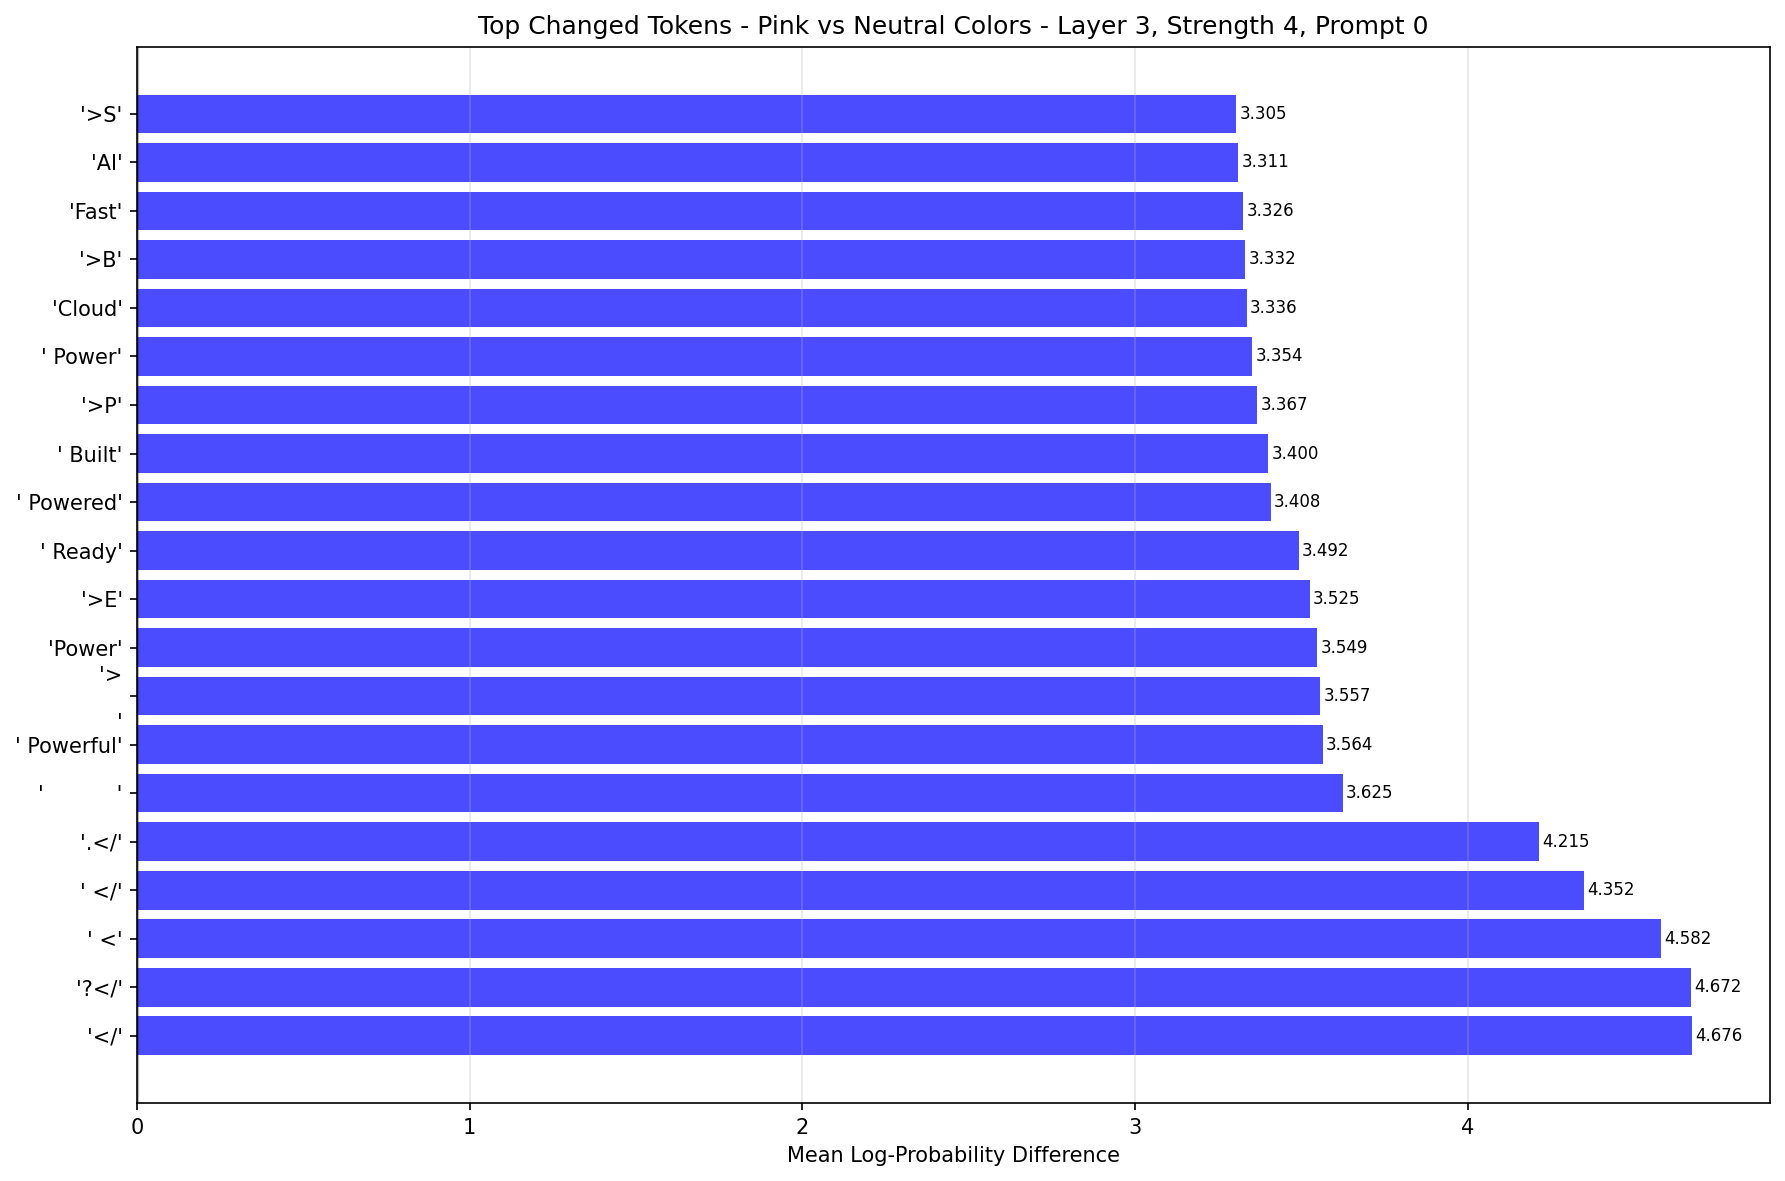 Top Changed Tokens - Pink vs Neutral Colors - Layer 3, Strength 4, Prompt 0
'>S' 3.305
'AI' 3.311
'Fast' 3.326
'>B' 3.332
'Cloud' 3.336
' Power' 3.354
'>P' 3.367
' Built' 3.400
' Powered' 3.408
' Ready' 3.492
'>E' 3.525
'Power' 3.549
'>
3.557
'
' Powerful' 3.564
'            ' 3.625
'.</' 4.215
' </' 4.352
' <' 4.582
'?</' 4.672
'</' 4.676
0 1 2 3 4
Mean Log-Probability Difference